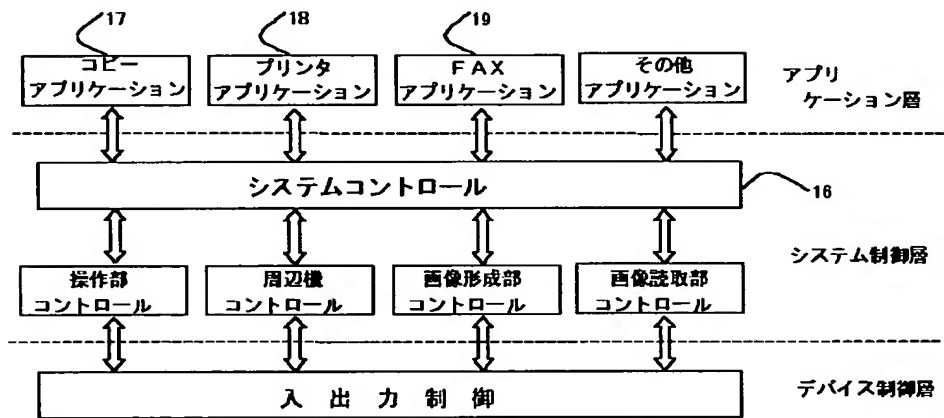 17
18
19
コピー
アプリケーション
プリンタ
アプリケーション
FAX
アプリケーション
その他
アプリケーション
アプリ
ケーション層
システムコントロール
16
システム制御層
操作部
コントロール
周辺機
コントロール
画像形成部
コントロール
画像読取部
コントロール
入出力制御
デバイス制御層